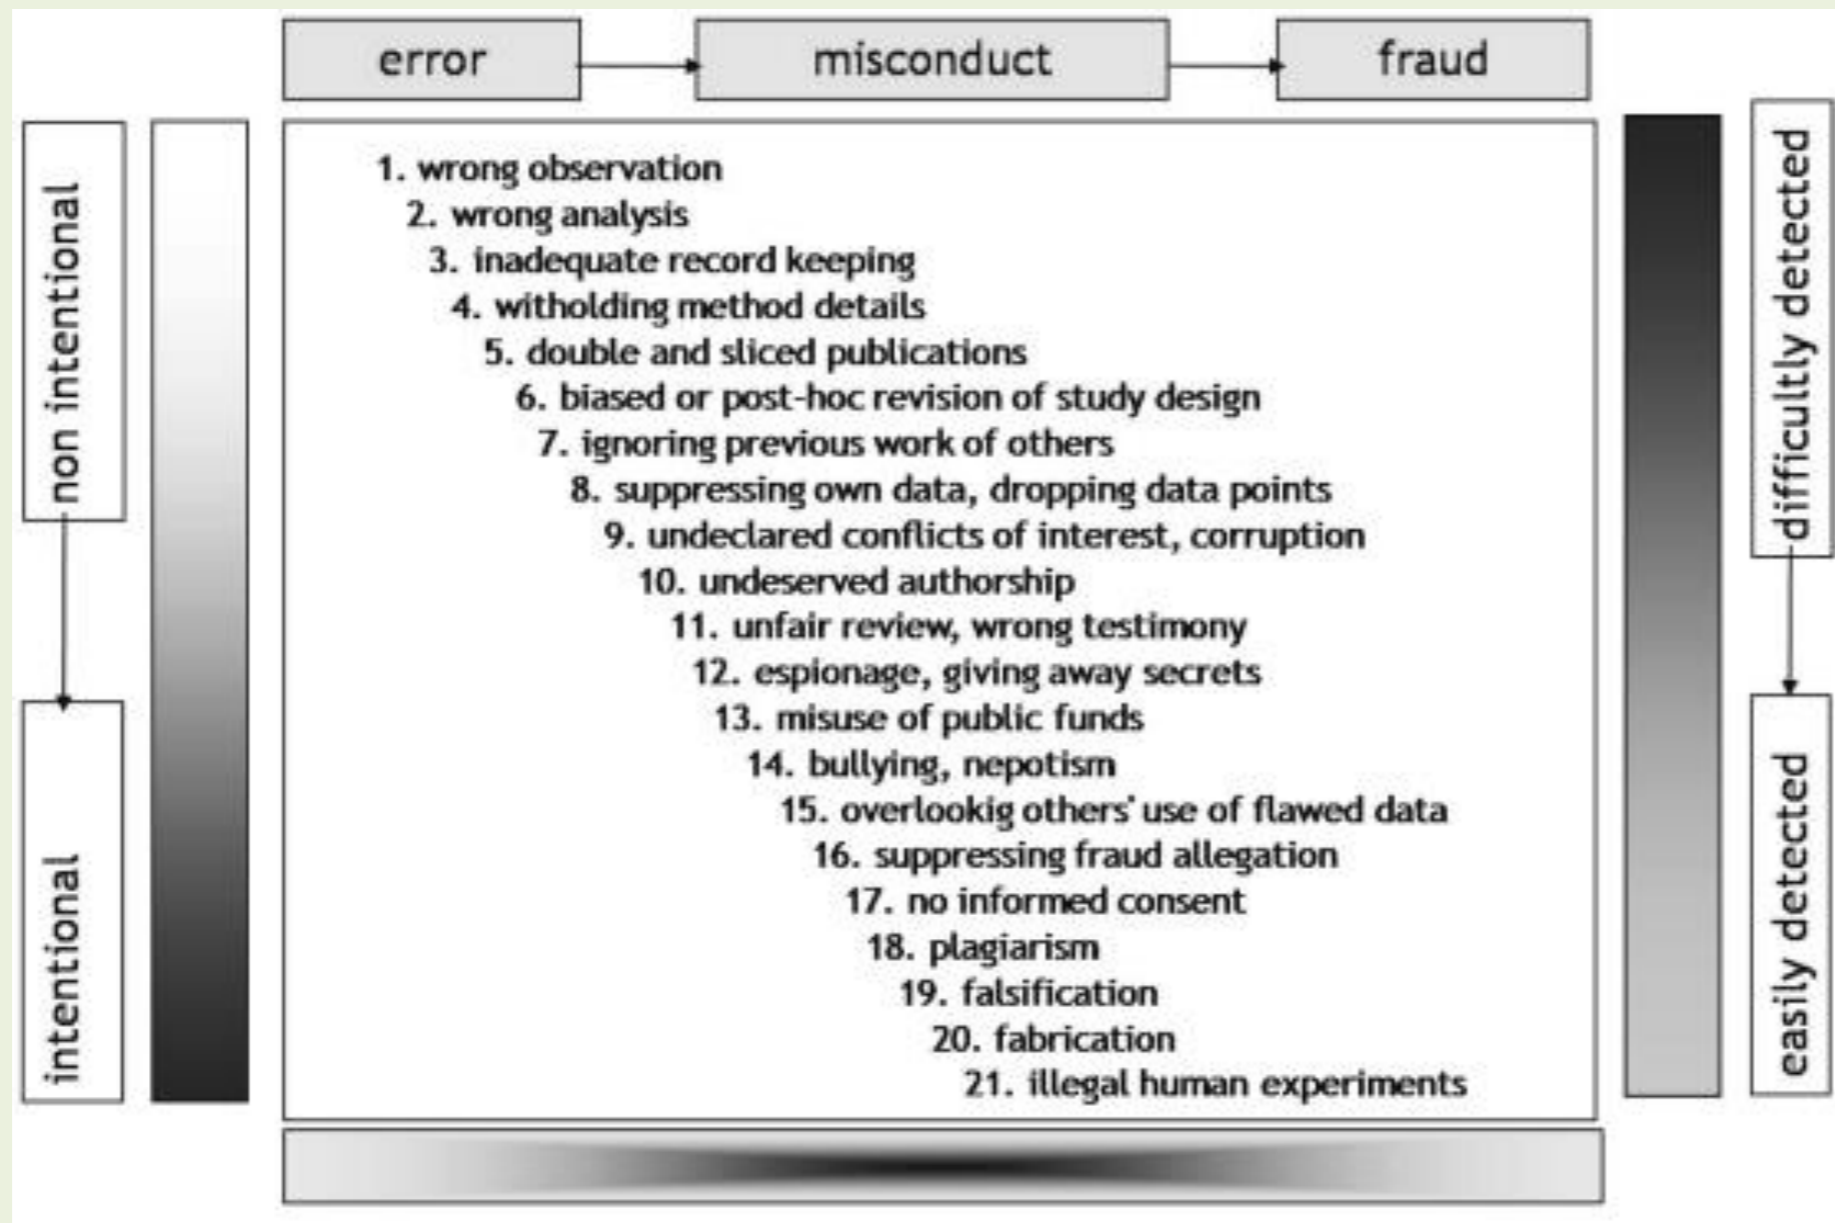 error
misconduct
fraud
non intentional
intentional
1. wrong observation
2. wrong analysis
3. inadequate record keeping
4. witholding method details
5. double and sliced publications
6. biased or post-hoc revision of study design
7. ignoring previous work of others
8. suppressing own data, dropping data points
9. undeclared conflicts of interest, corruption
10. undeserved authorship
11. unfair review, wrong testimony
12. espionage, giving away secrets
13. misuse of public funds
14. bullying, nepotism
15. overlookig others' use of flawed data
16. suppressing fraud allegation
17. no informed consent
18. plagiarism
19. falsification
20. fabrication
21. illegal human experiments
difficultly detected
easily detected